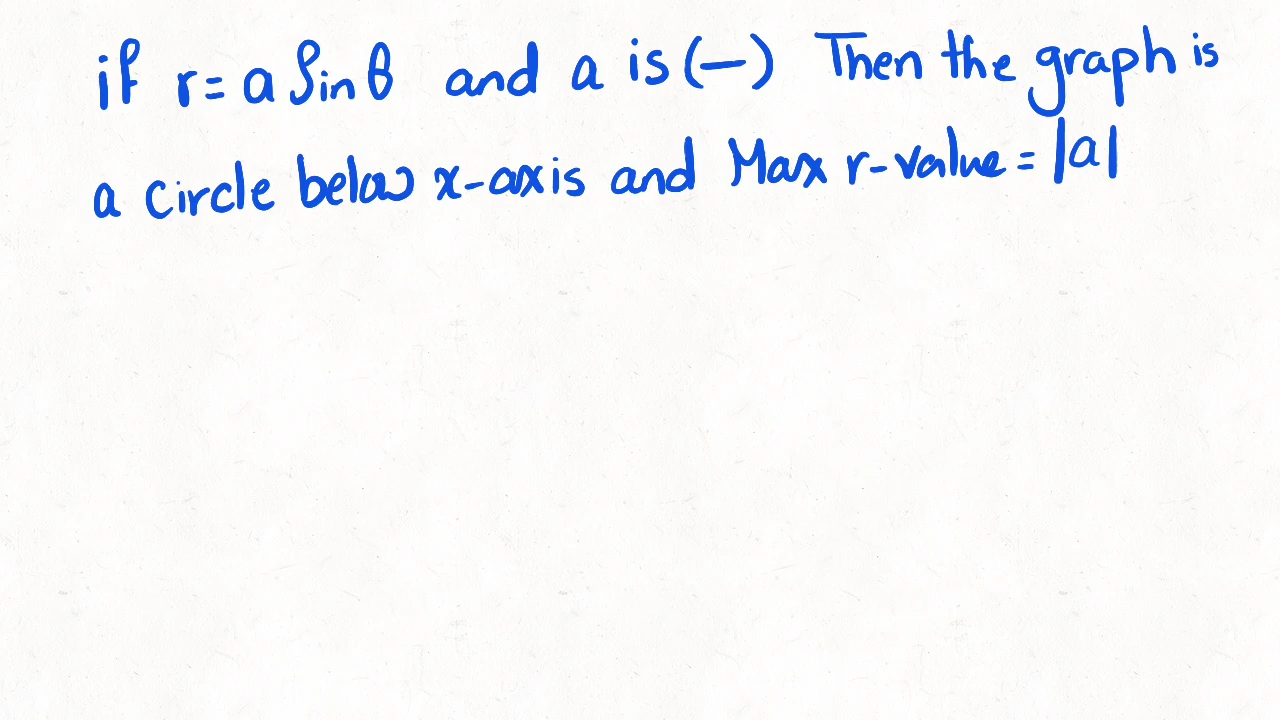 if r= a Sin θ and a is (−) Then the graph is
a circle below x-axis and Max r-value = |a|